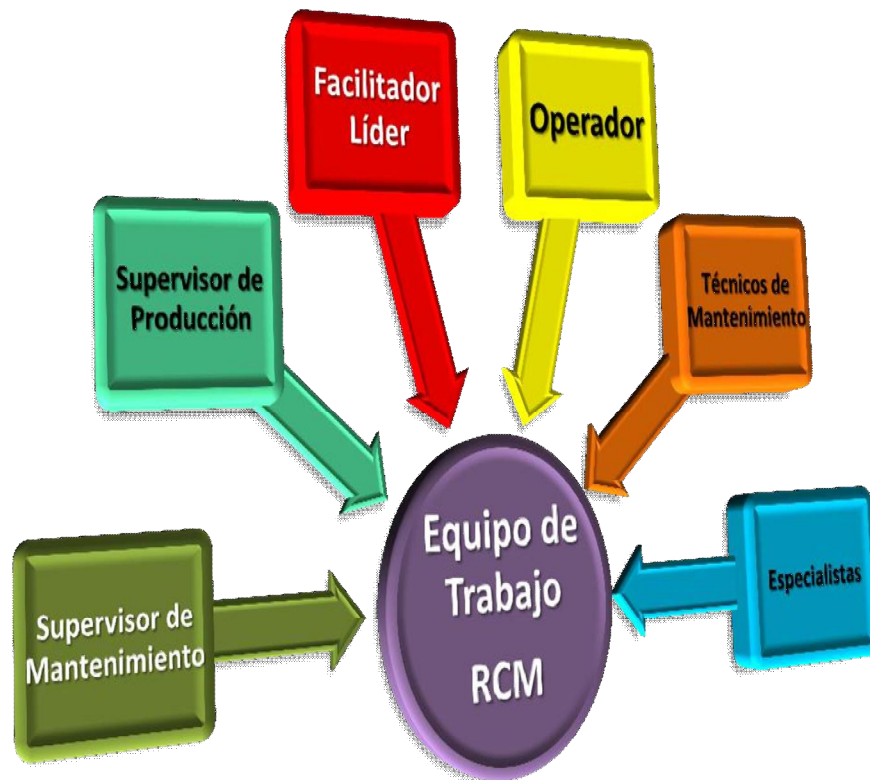 Facilitador
Líder
Operador
Supervisor de
Producción
Técnicos de
Mantenimiento
Supervisor de
Mantenimiento
Equipo de
Trabajo
RCM
Especialistas